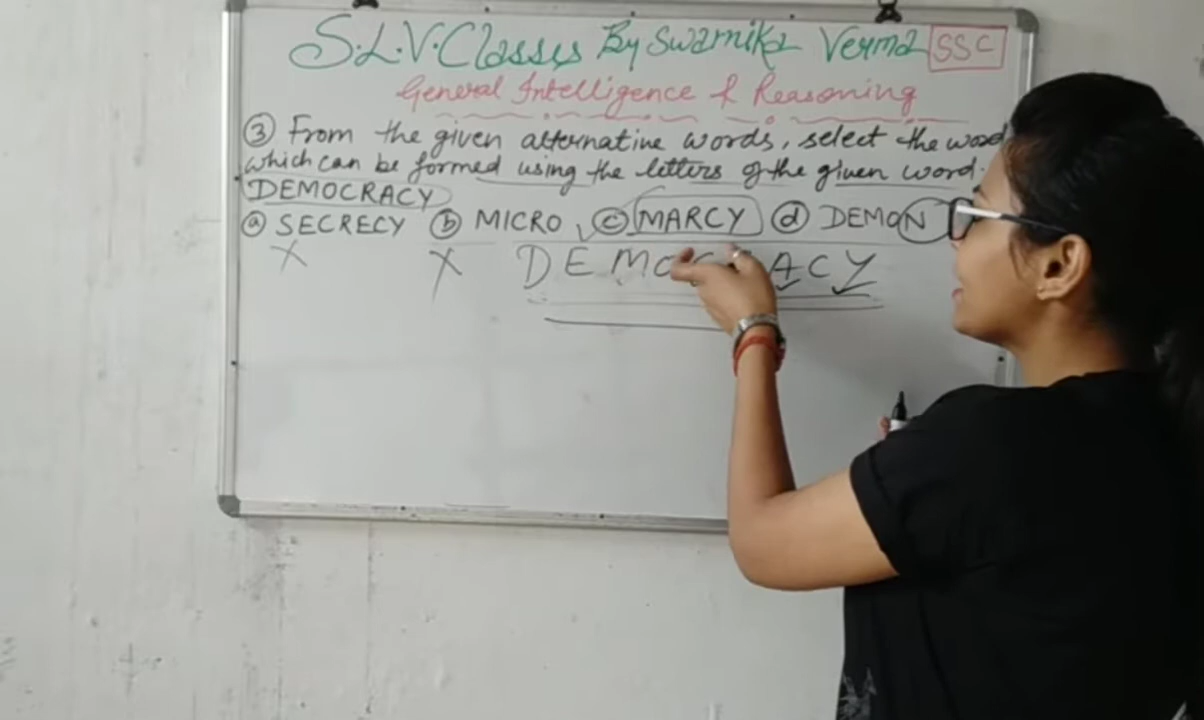 S.L.V. Classes By Swarnika Verma SSC
General Intelligence & Reasoning
③ From the given alternative words, select the word
which can be formed using the letters of the given word.
DEMOCRACY
ⓐ SECRECY ⓑ MICRO ⓒ MARCY ⓓ DEMON
X X DEMOCRACY